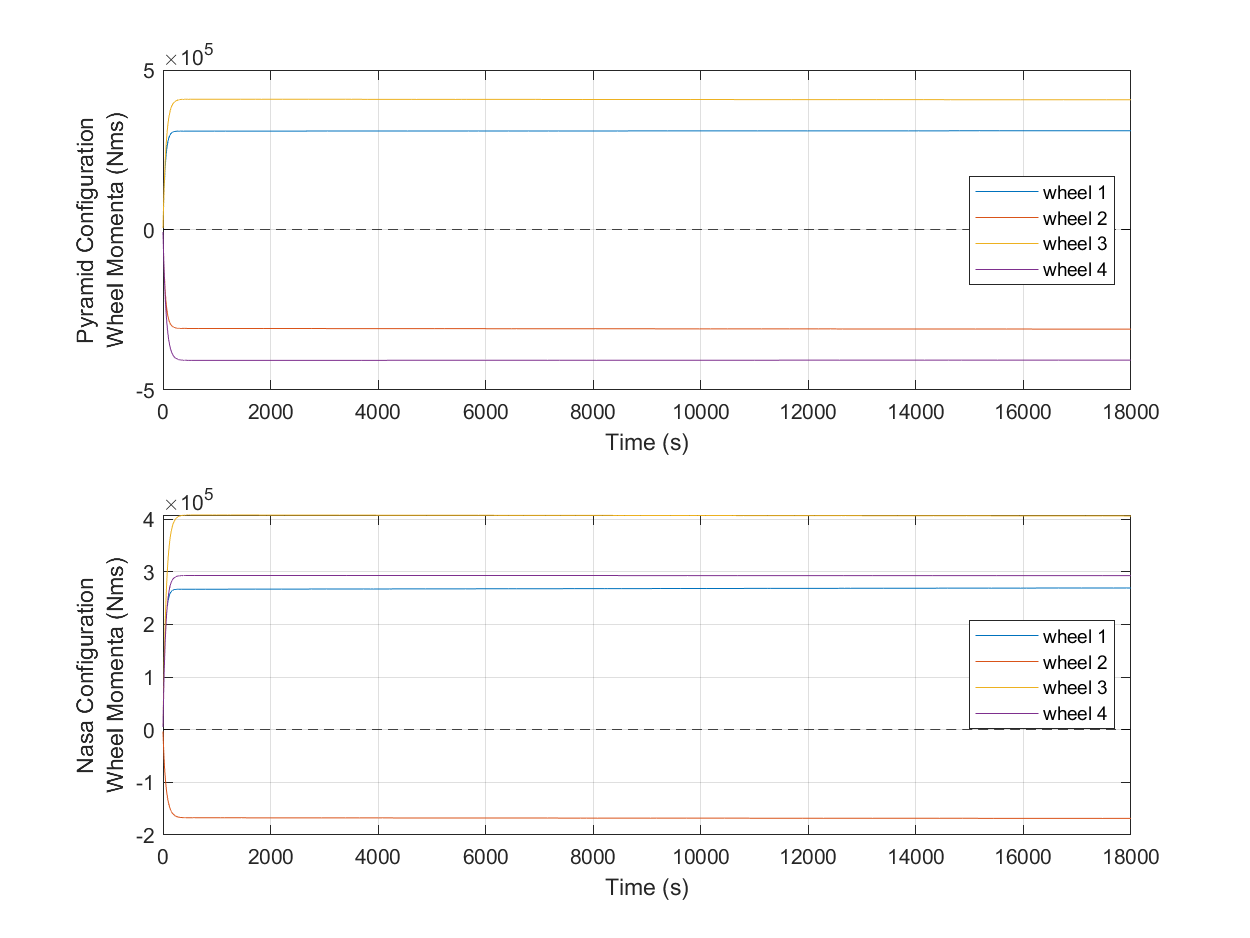 ×10^5
5
0
-5
Pyramid Configuration
Wheel Momenta (Nms)
wheel 1
wheel 2
wheel 3
wheel 4
0 2000 4000 6000 8000 10000 12000 14000 16000 18000
Time (s)
×10^5
4
3
2
1
0
-1
-2
Nasa Configuration
Wheel Momenta (Nms)
wheel 1
wheel 2
wheel 3
wheel 4
0 2000 4000 6000 8000 10000 12000 14000 16000 18000
Time (s)